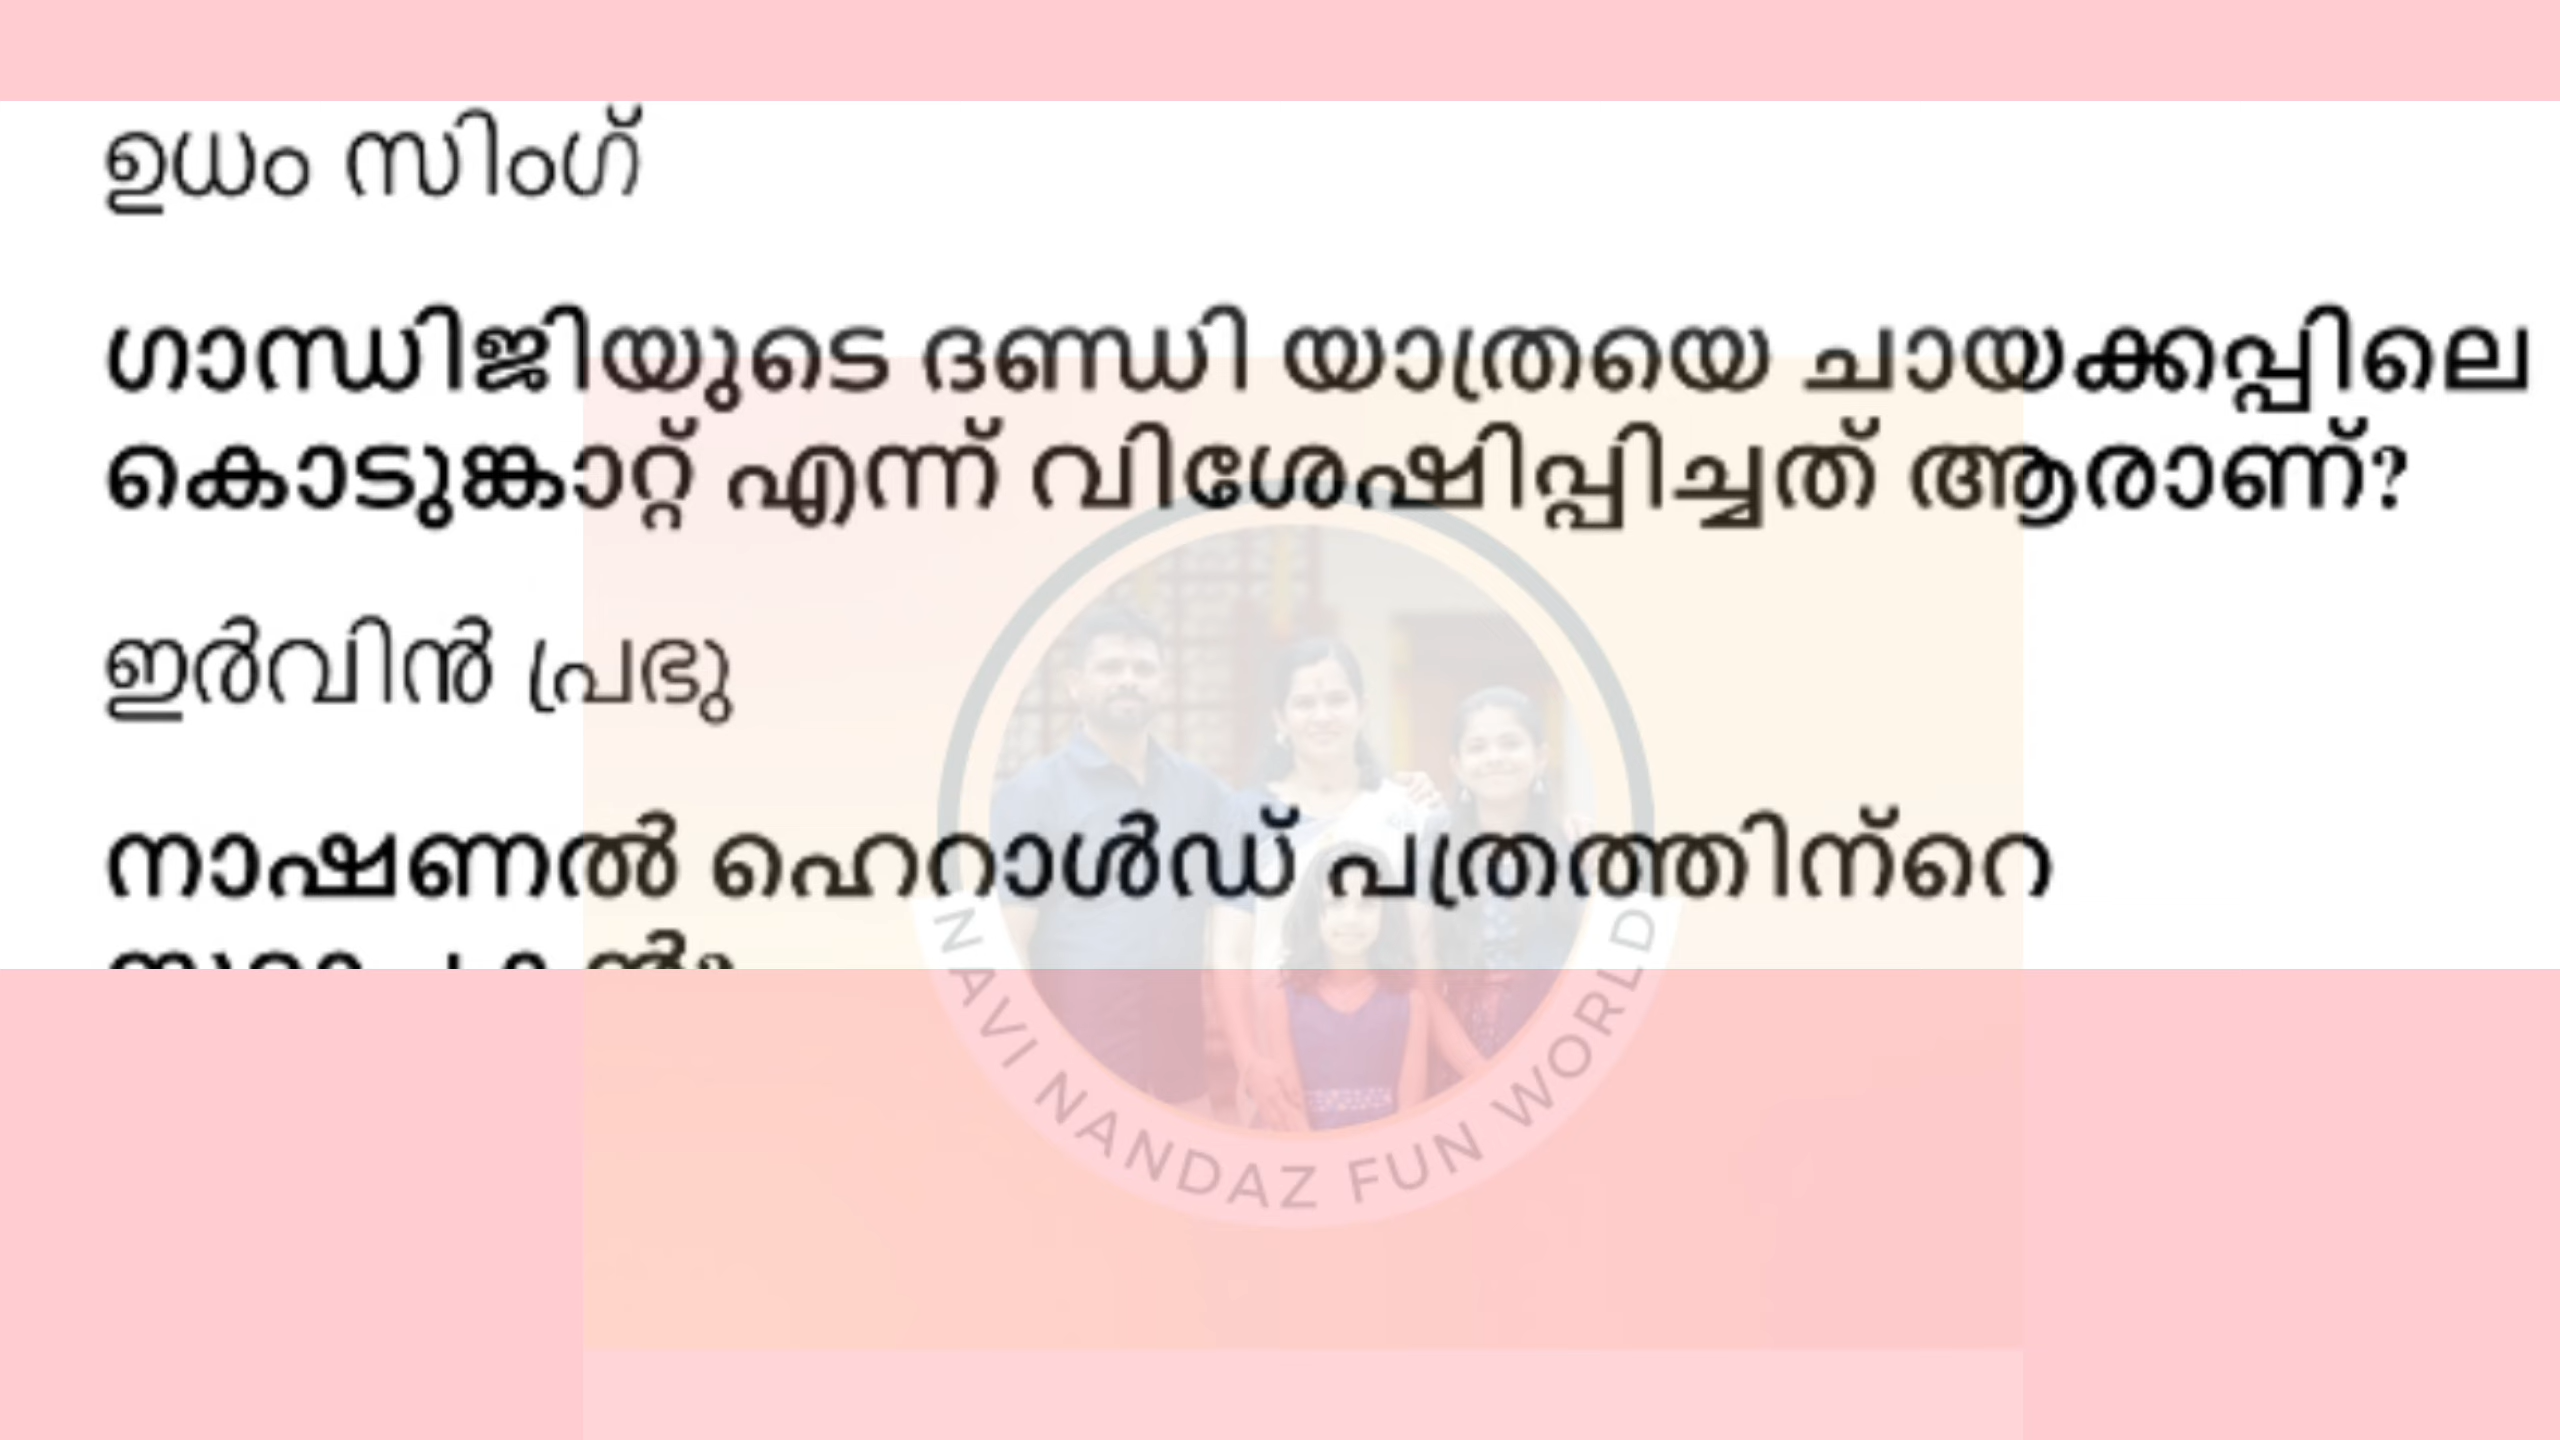 ഉധം സിംഗ്
ഗാന്ധിജിയുടെ ദണ്ഡി യാത്രയെ ചായക്കപ്പിലെ
കൊടുങ്കാറ്റ് എന്ന് വിശേഷിപ്പിച്ചത് ആരാണ്?
ഇർവിൻ പ്രഭു
നാഷണൽ ഹെറാൾഡ് പത്രത്തിന്റെ
NAVI NANDAZ FUN WORLD